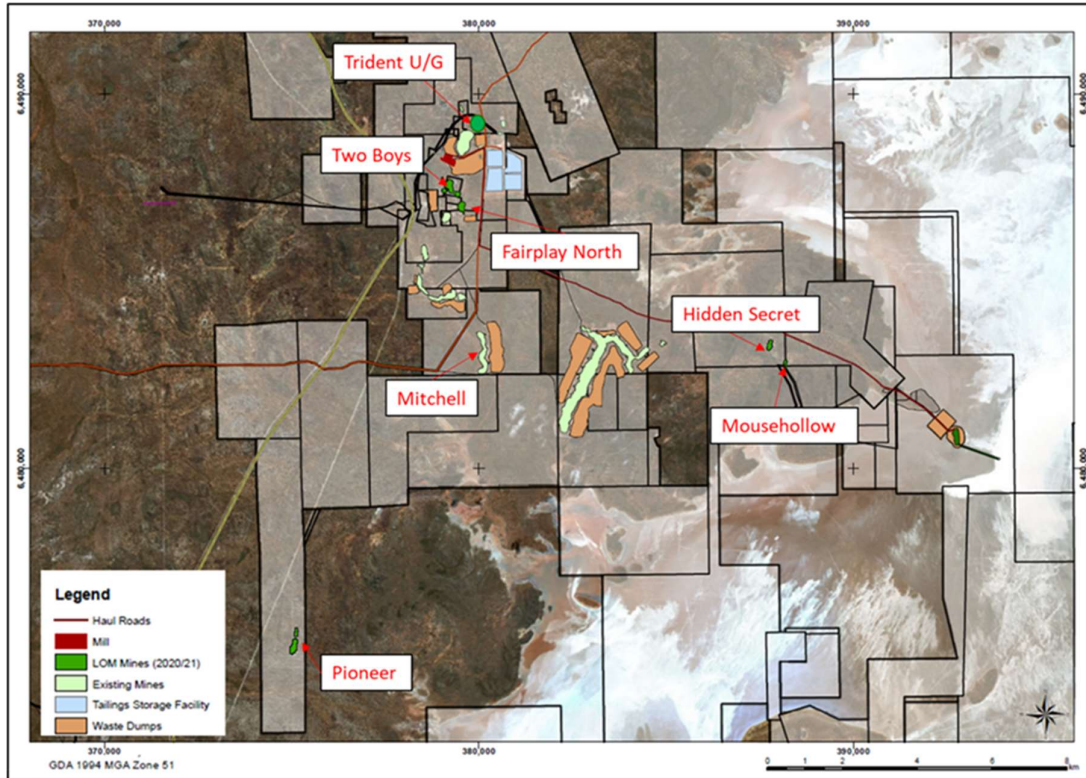 370,000
380,000
390,000
6,490,000
6,490,000
Trident U/G
Two Boys
Fairplay North
Hidden Secret
Mitchell
Mousehollow
6,480,000
6,480,000
Pioneer
Legend
Haul Roads
Mill
LOM Mines (2020/21)
Existing Mines
Tailings Storage Facility
Waste Dumps
370,000
380,000
390,000
GDA 1994 MGA Zone 51
0 1 2 4 6 8
km